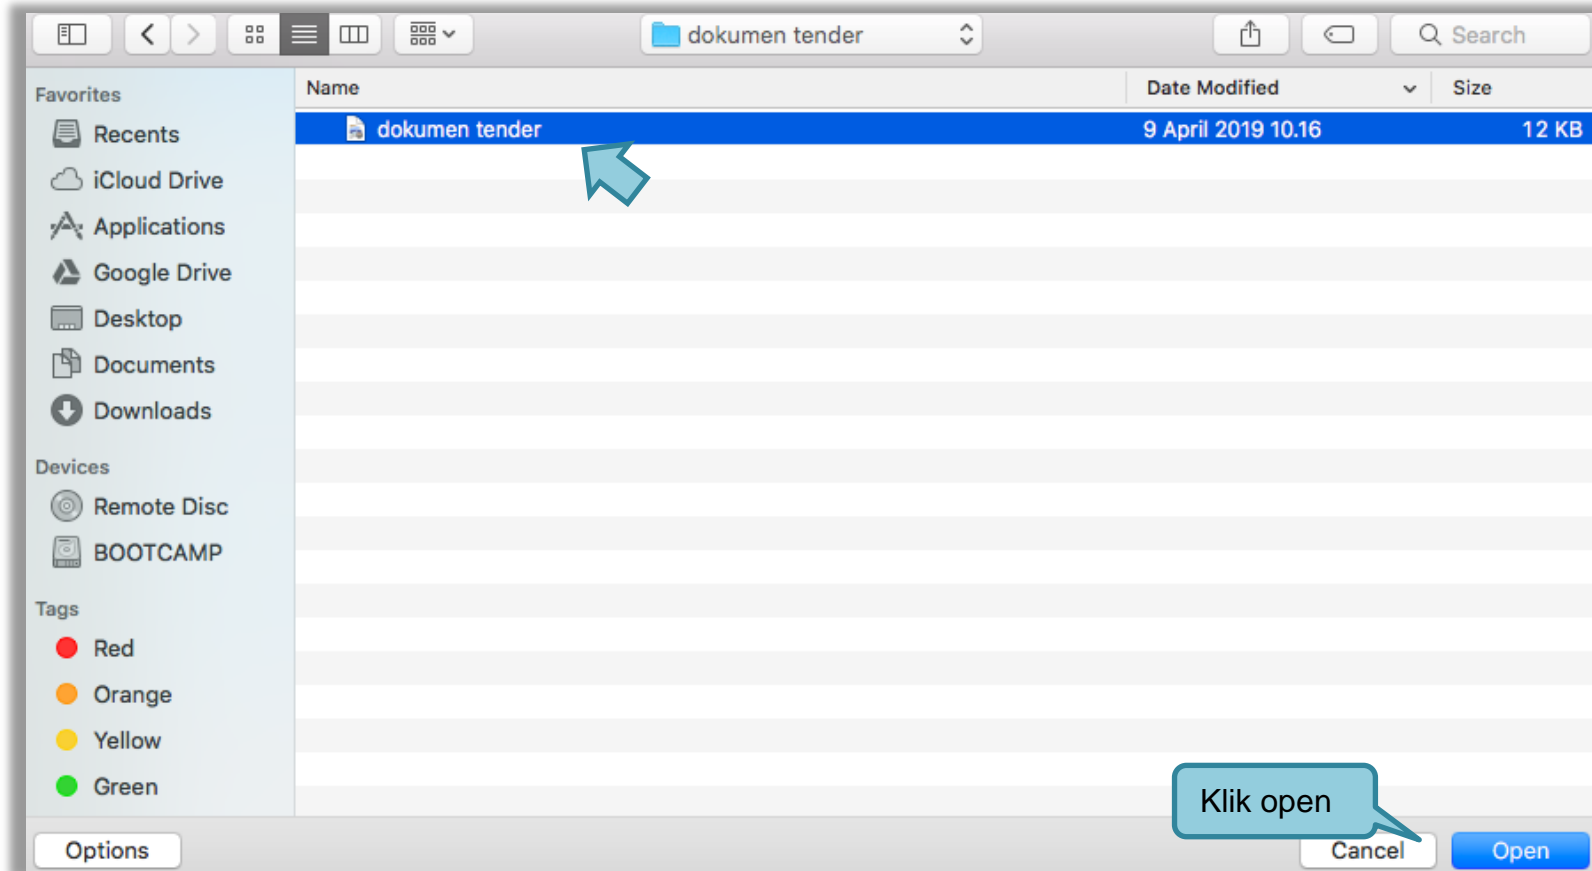 dokumen tender
Search
Favorites
Recents
iCloud Drive
Applications
Google Drive
Desktop
Documents
Downloads
Devices
Remote Disc
BOOTCAMP
Tags
Red
Orange
Yellow
Green
Name Date Modified Size
dokumen tender 9 April 2019 10.16 12 KB
Klik open
Options Cancel Open